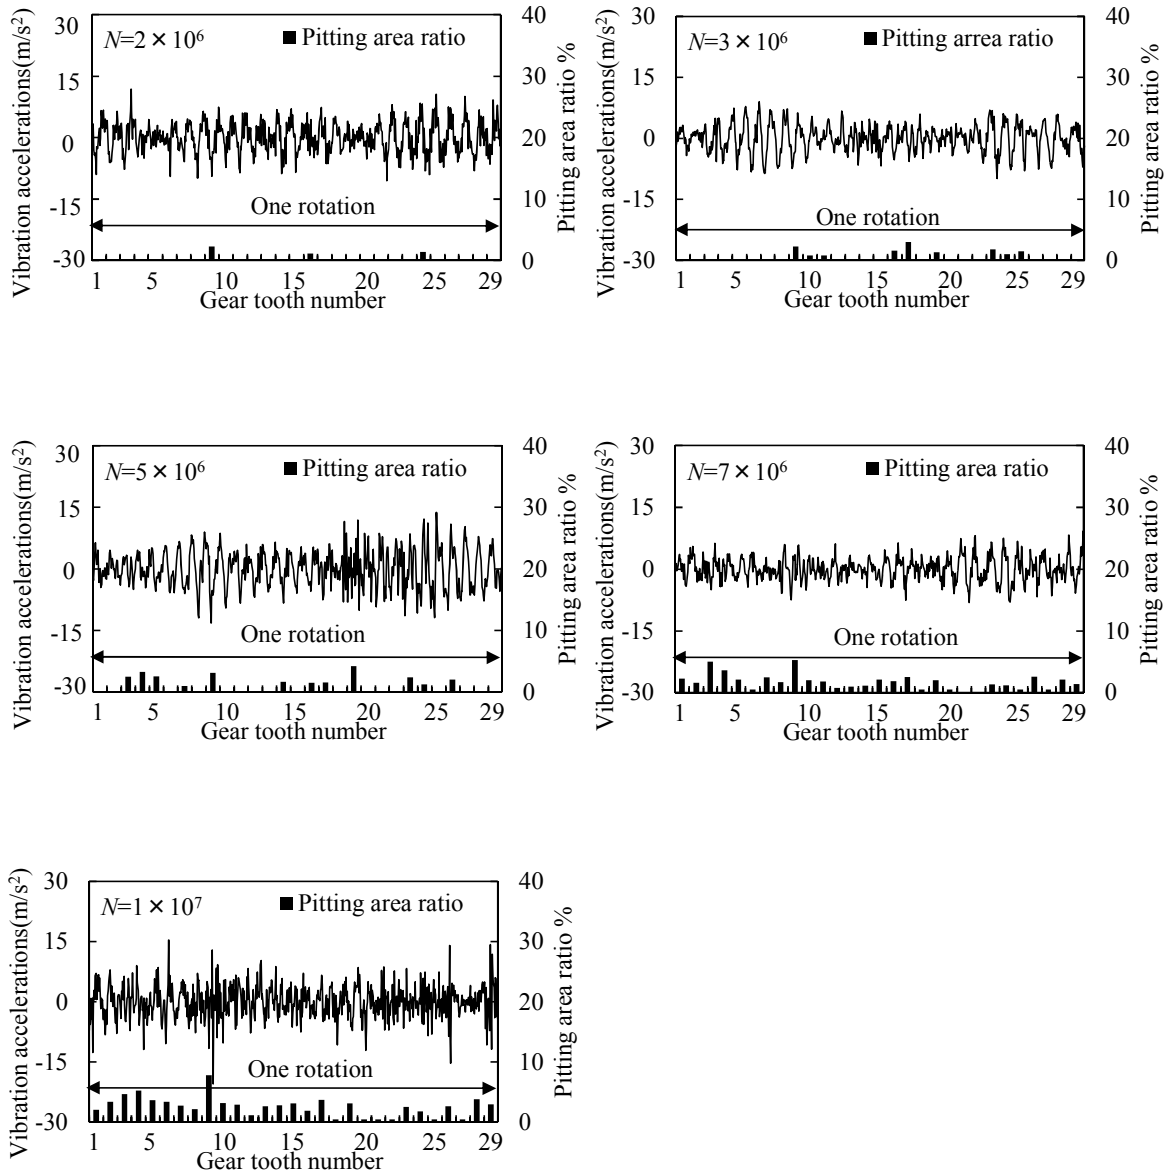 Vibration accelerations(m/s²)
30
15
0
-15
-30
N=2×10⁶
■ Pitting area ratio
One rotation
40
30
20
10
0
Pitting area ratio %
1 5 10 15 20 25 29
Gear tooth number
Vibration accelerations(m/s²)
30
15
0
-15
-30
N=3×10⁶
■ Pitting arrea ratio
One rotation
40
30
20
10
0
Pitting area ratio %
1 5 10 15 20 25 29
Gear tooth number
Vibration accelerations(m/s²)
30
15
0
-15
-30
N=5×10⁶
■ Pitting area ratio
One rotation
40
30
20
10
0
Pitting area ratio %
1 5 10 15 20 25 29
Gear tooth number
Vibration accelerations(m/s²)
30
15
0
-15
-30
N=7×10⁶
■ Pitting area ratio
One rotation
40
30
20
10
0
Pitting area ratio %
1 5 10 15 20 25 29
Gear tooth number
Vibration accelerations(m/s²)
30
15
0
-15
-30
N=1×10⁷
■ Pitting area ratio
One rotation
40
30
20
10
0
Pitting area ratio %
1 5 10 15 20 25 29
Gear tooth number